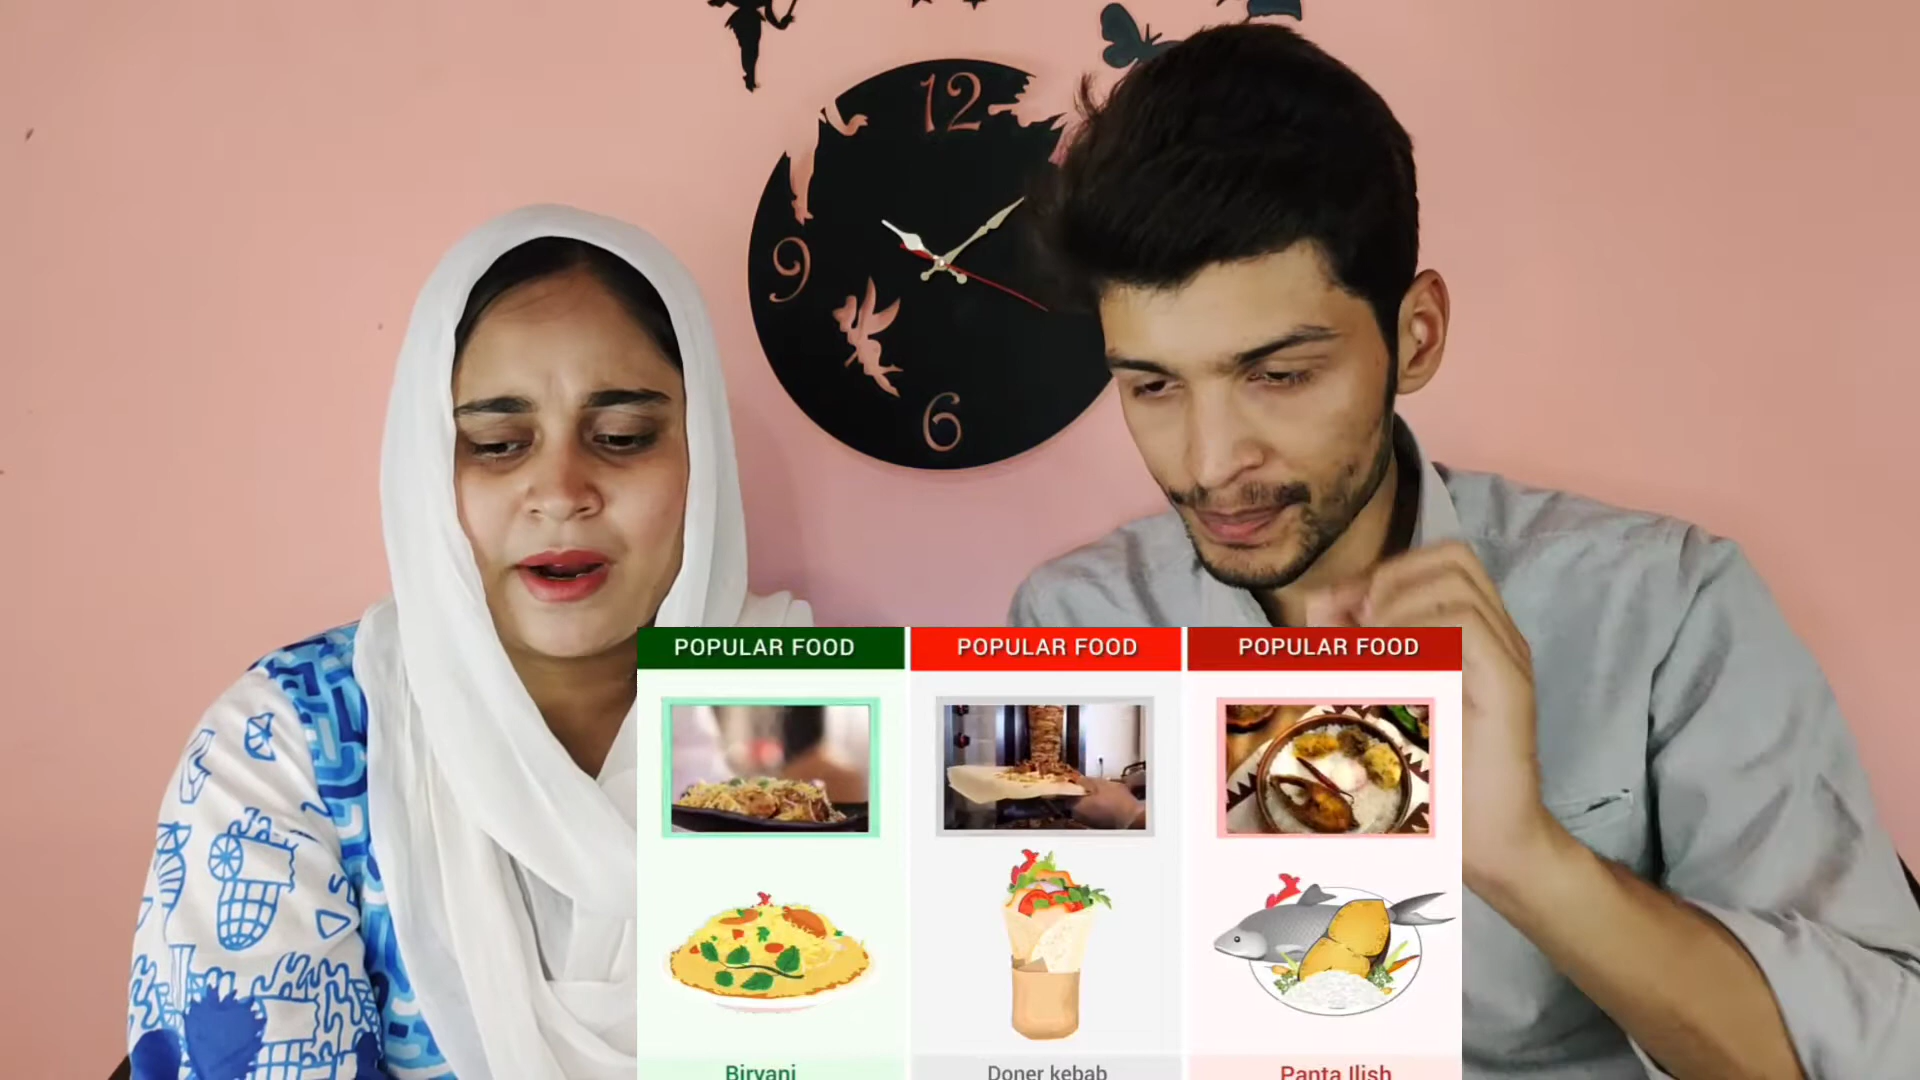 12
9
6
POPULAR FOOD
POPULAR FOOD
POPULAR FOOD
Biryani
Doner kebab
Panta Ilish